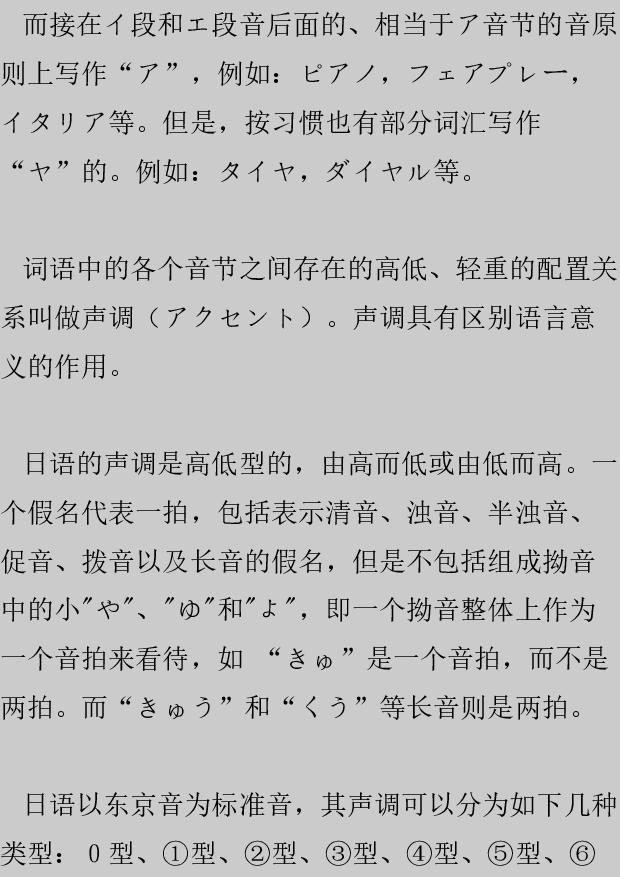 而接在イ段和エ段音后面的、相当于ア音节的音原
则上写作“ア”，例如：ピアノ，フェアプレー，
イタリア等。但是，按习惯也有部分词汇写作
“ヤ”的。例如：タイヤ，ダイヤル等。
词语中的各个音节之间存在的高低、轻重的配置关
系叫做声调（アクセント）。声调具有区别语言意
义的作用。
日语的声调是高低型的，由高而低或由低而高。一
个假名代表一拍，包括表示清音、浊音、半浊音、
促音、拨音以及长音的假名，但是不包括组成拗音
中的小″や″、″ゆ″和″ょ″，即一个拗音整体上作为
一个音拍来看待，如 “きゅ”是一个音拍，而不是
两拍。而“きゅう”和“くう”等长音则是两拍。
日语以东京音为标准音，其声调可以分为如下几种
类型：０型、①型、②型、③型、④型、⑤型、⑥